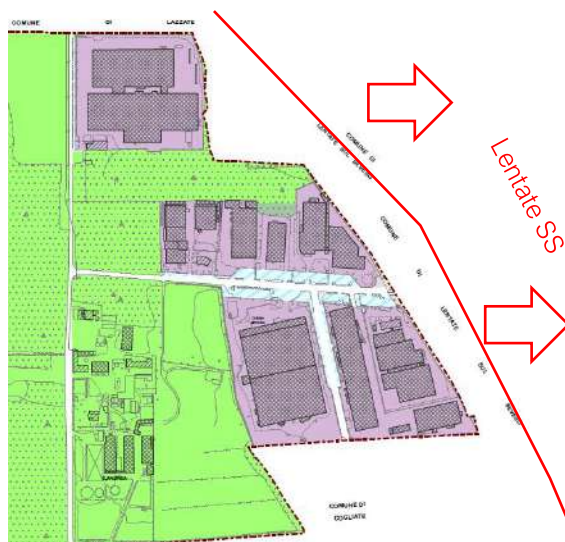 COMUNE DI LAZZATE
COMUNE DI
LENTATE SUL SEVESO
Lentate SS
COMUNE
DI
LENTATE
SUL
SEVESO
COMUNE DI
COGLIATE